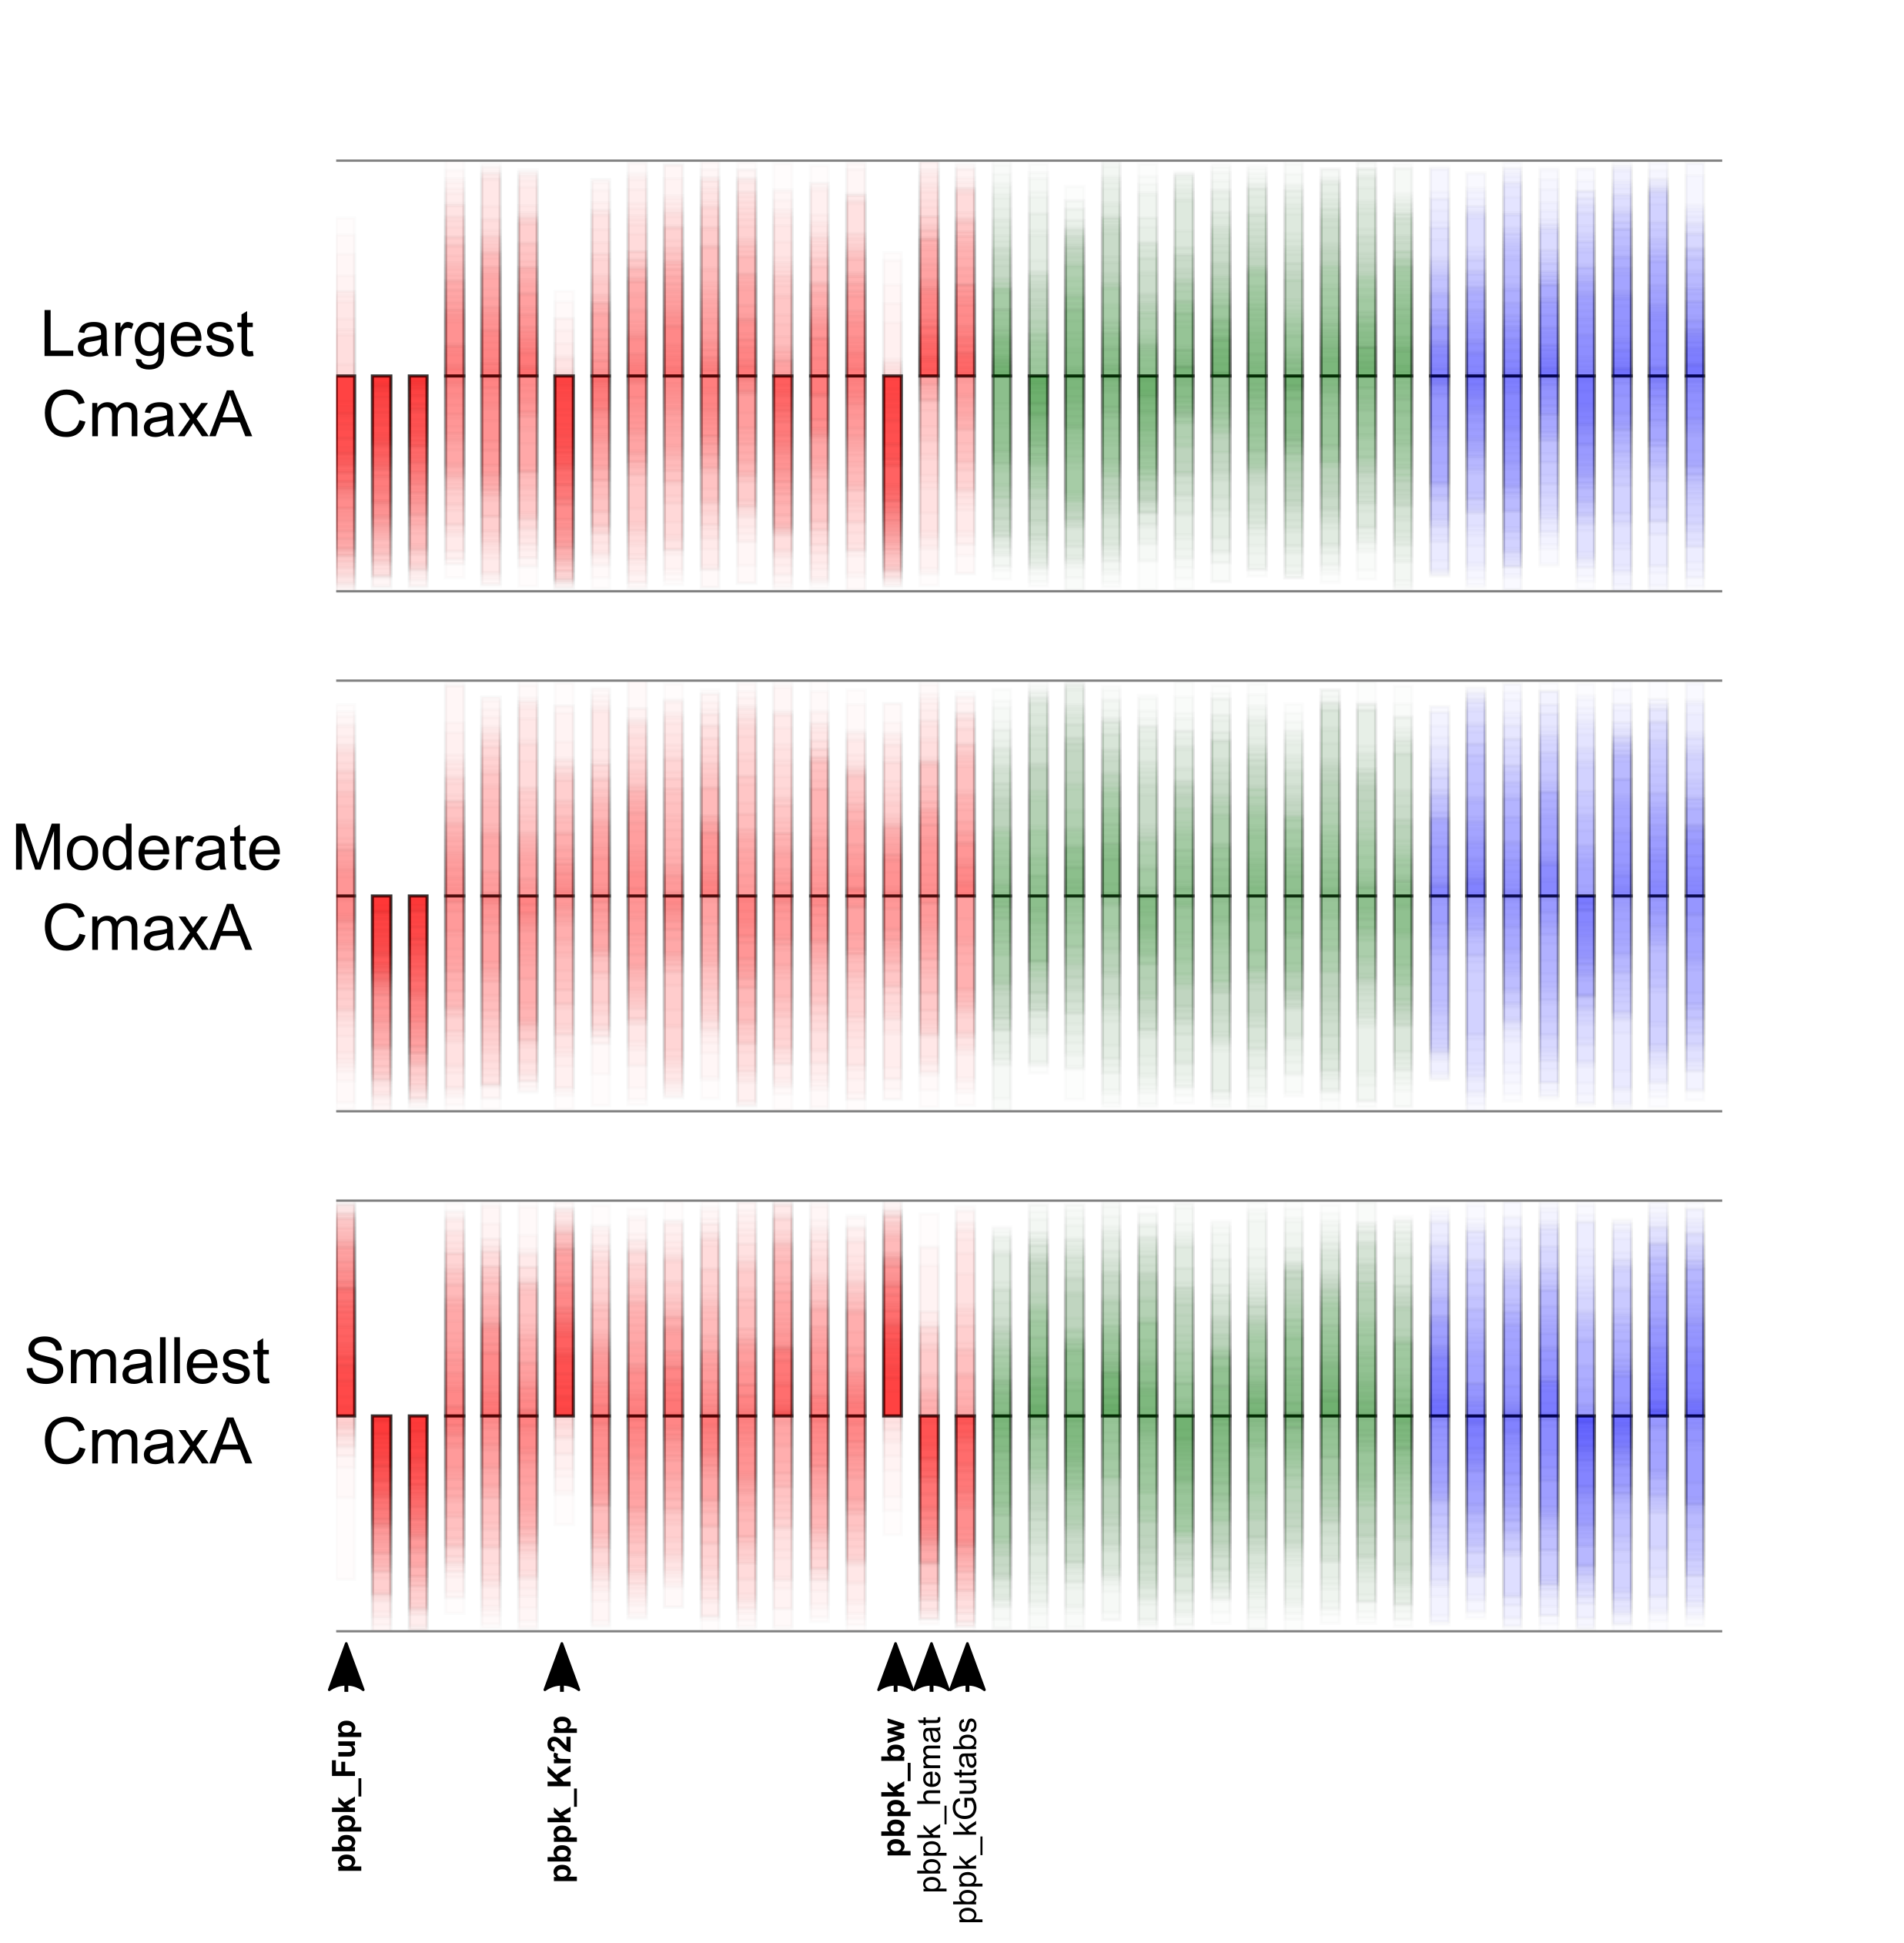 Largest
CmaxA
Moderate
CmaxA
Smallest
CmaxA
pbpk_Fup
pbpk_Kr2p
pbpk_bw
pbpk_hemat
pbpk_kGutabs